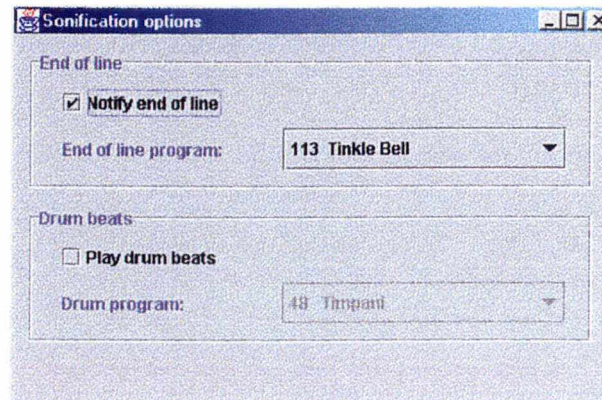 Sonification options
End of line
Notify end of line
End of line program: 113 Tinkle Bell
Drum beats
Play drum beats
Drum program: 48 Timpani